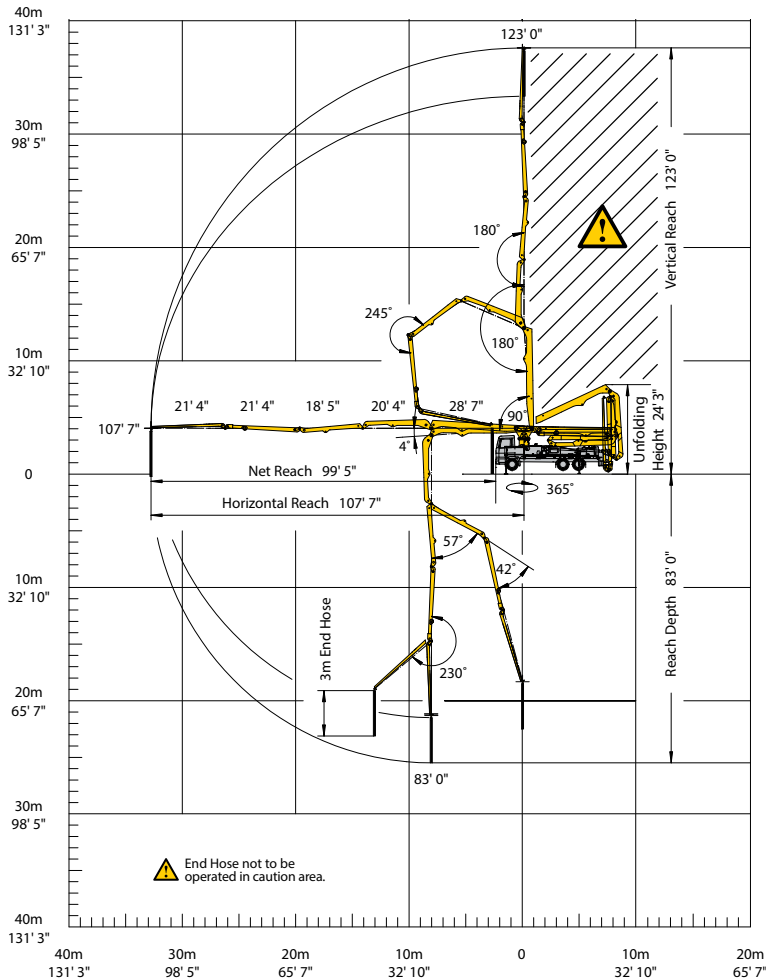 40m
131' 3"
123' 0"
30m
98' 5"
180˚
Vertical Reach 123' 0"
20m
65' 7"
245˚
180˚
10m
32' 10"
21' 4" 21' 4" 18' 5" 20' 4" 28' 7"
90˚
Unfolding
Height 24' 3"
107' 7"
4˚
0
Net Reach 99' 5"
365˚
Horizontal Reach 107' 7"
57˚
42˚
10m
32' 10"
Reach Depth 83' 0"
3m End Hose
230˚
20m
65' 7"
83' 0"
30m
98' 5"
End Hose not to be
operated in caution area.
40m
131' 3"
40m 30m 20m 10m 0 10m 20m
131' 3" 98' 5" 65' 7" 32' 10" 32' 10" 65' 7"